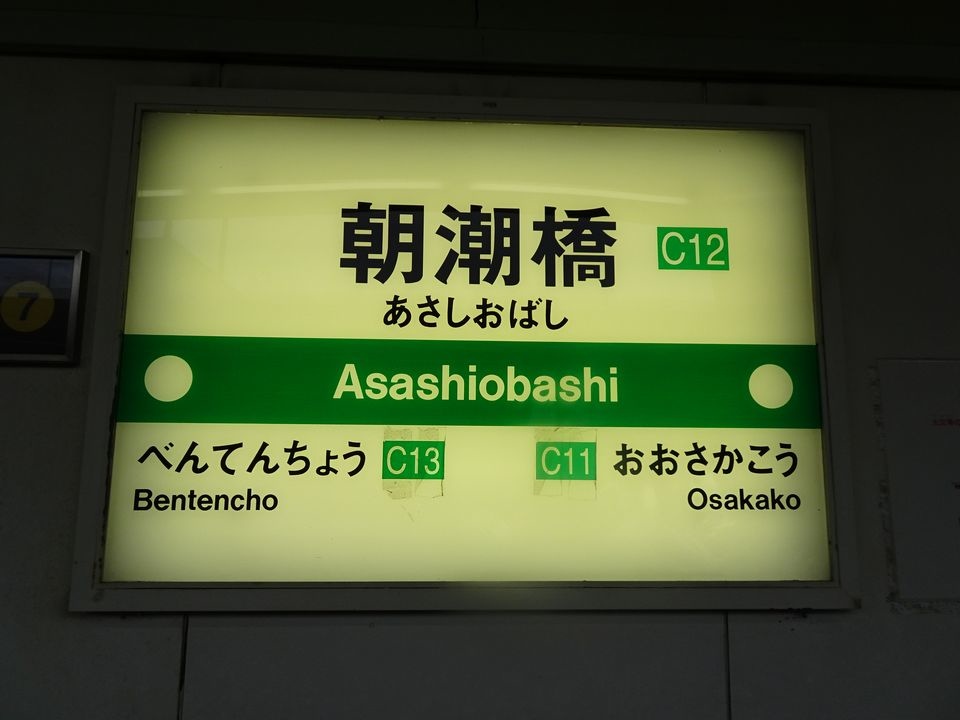 朝潮橋 C12
あさしおばし
Asashiobashi
べんてんちょう C13 C11 おおさかこう
Bentencho Osakako
7